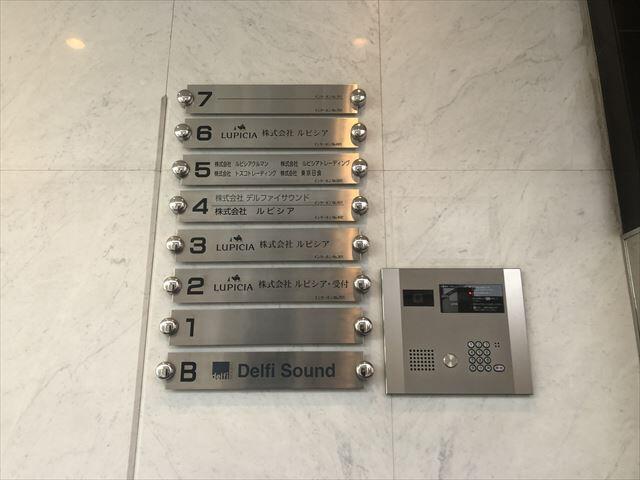 7
6 LUPICIA 株式会社 ルピシア
5 株式会社 ルピシアグルマン 株式会社 ルピシアトレーディング
株式会社 トスコトレーディング 株式会社 東京日食
4 株式会社 デルファイサウンド
株式会社 ルピシア
3 LUPICIA 株式会社 ルピシア
2 LUPICIA 株式会社 ルピシア・受付
1
B delfi Delfi Sound